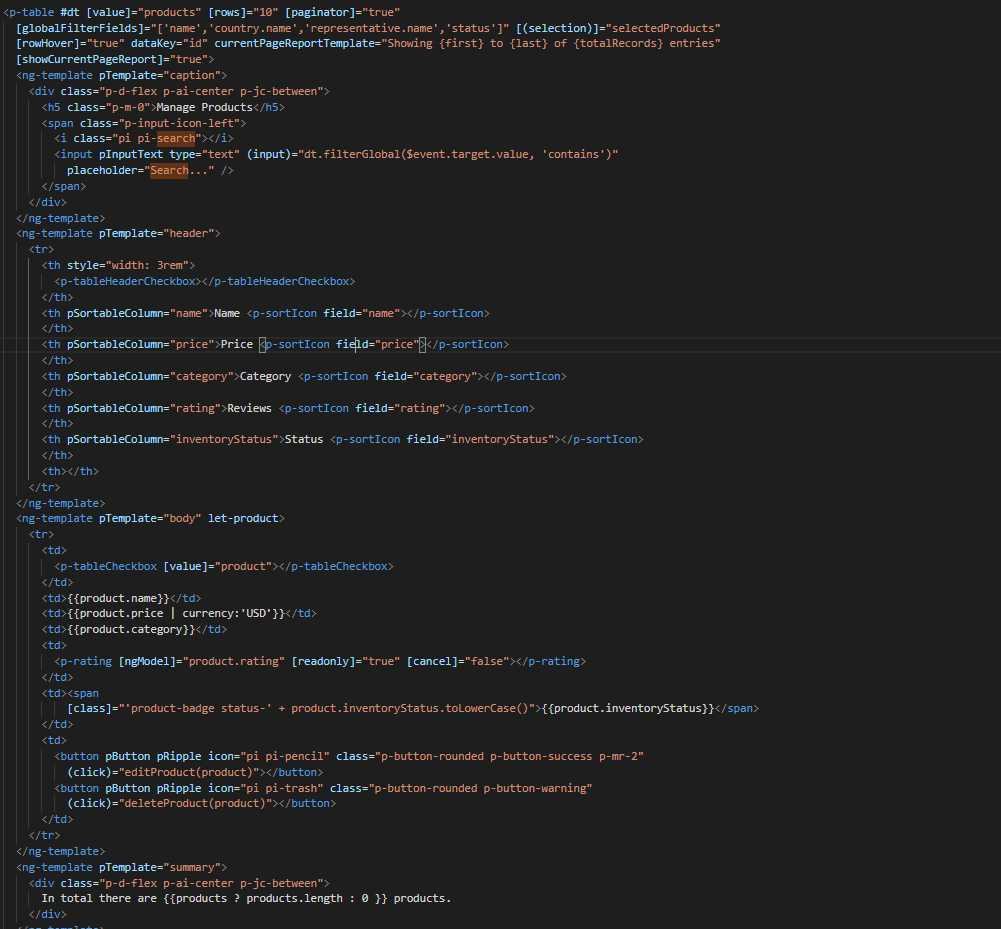 <p-table #dt [value]="products" [rows]="10" [paginator]="true"
[globalFilterFields]="['name','country.name','representative.name','status']" [(selection)]="selectedProducts"
[rowHover]="true" dataKey="id" currentPageReportTemplate="Showing {first} to {last} of {totalRecords} entries"
[showCurrentPageReport]="true">
<ng-template pTemplate="caption">
<div class="p-d-flex p-ai-center p-jc-between">
<h5 class="p-m-0">Manage Products</h5>
<span class="p-input-icon-left">
<i class="pi pi-search"></i>
<input pInputText type="text" (input)="dt.filterGlobal($event.target.value, 'contains')"
placeholder="Search..." />
</span>
</div>
</ng-template>
<ng-template pTemplate="header">
<tr>
<th style="width: 3rem">
<p-tableHeaderCheckbox></p-tableHeaderCheckbox>
</th>
<th pSortableColumn="name">Name <p-sortIcon field="name"></p-sortIcon>
</th>
<th pSortableColumn="price">Price <p-sortIcon field="price"></p-sortIcon>
</th>
<th pSortableColumn="category">Category <p-sortIcon field="category"></p-sortIcon>
</th>
<th pSortableColumn="rating">Reviews <p-sortIcon field="rating"></p-sortIcon>
</th>
<th pSortableColumn="inventoryStatus">Status <p-sortIcon field="inventoryStatus"></p-sortIcon>
</th>
<th></th>
</tr>
</ng-template>
<ng-template pTemplate="body" let-product>
<tr>
<td>
<p-tableCheckbox [value]="product"></p-tableCheckbox>
</td>
<td>{{product.name}}</td>
<td>{{product.price | currency:'USD'}}</td>
<td>{{product.category}}</td>
<td>
<p-rating [ngModel]="product.rating" [readonly]="true" [cancel]="false"></p-rating>
</td>
<td><span
[class]="'product-badge status-' + product.inventoryStatus.toLowerCase()">{{product.inventoryStatus}}</span>
</td>
<td>
<button pButton pRipple icon="pi pi-pencil" class="p-button-rounded p-button-success p-mr-2"
(click)="editProduct(product)"></button>
<button pButton pRipple icon="pi pi-trash" class="p-button-rounded p-button-warning"
(click)="deleteProduct(product)"></button>
</td>
</tr>
</ng-template>
<ng-template pTemplate="summary">
<div class="p-d-flex p-ai-center p-jc-between">
In total there are {{products ? products.length : 0 }} products.
</div>
</ng-template>